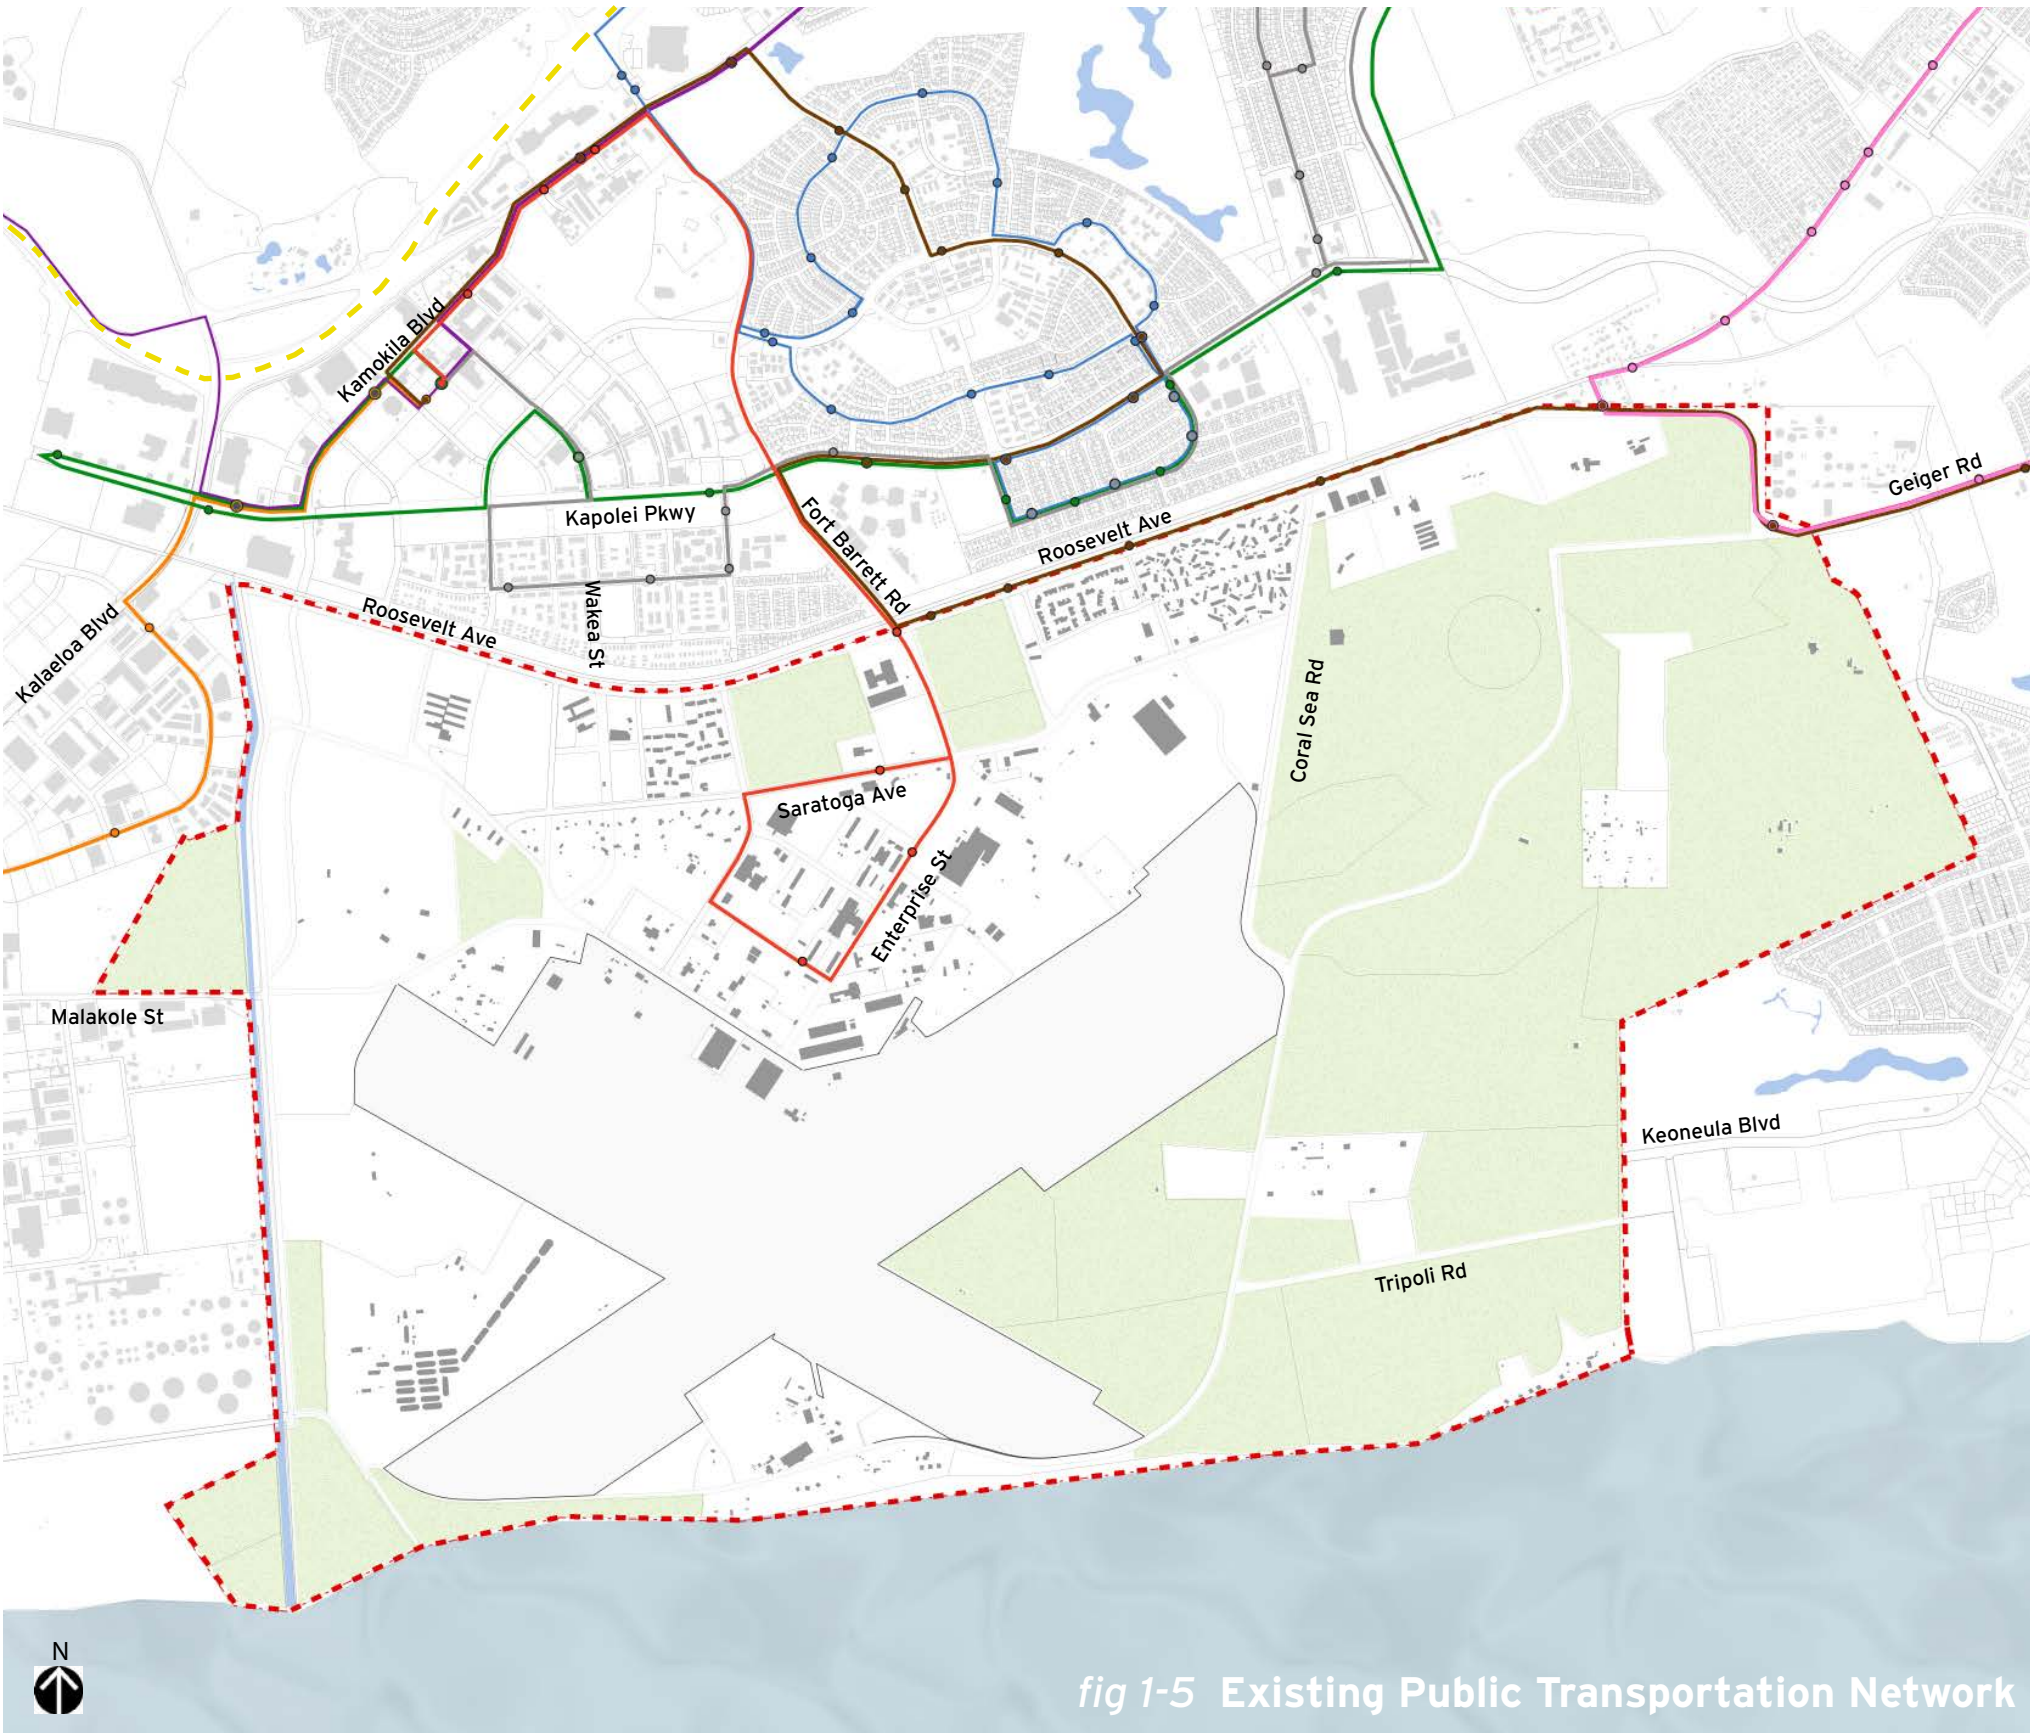 Kamokila Blvd
Geiger Rd
Kapolei Pkwy
Fort Barrett Rd
Roosevelt Ave
Wakea St
Roosevelt Ave
Kalaeloa Blvd
Coral Sea Rd
Saratoga Ave
Enterprise St
Malakole St
Keoneula Blvd
Tripoli Rd
N
fig 1-5 Existing Public Transportation Network